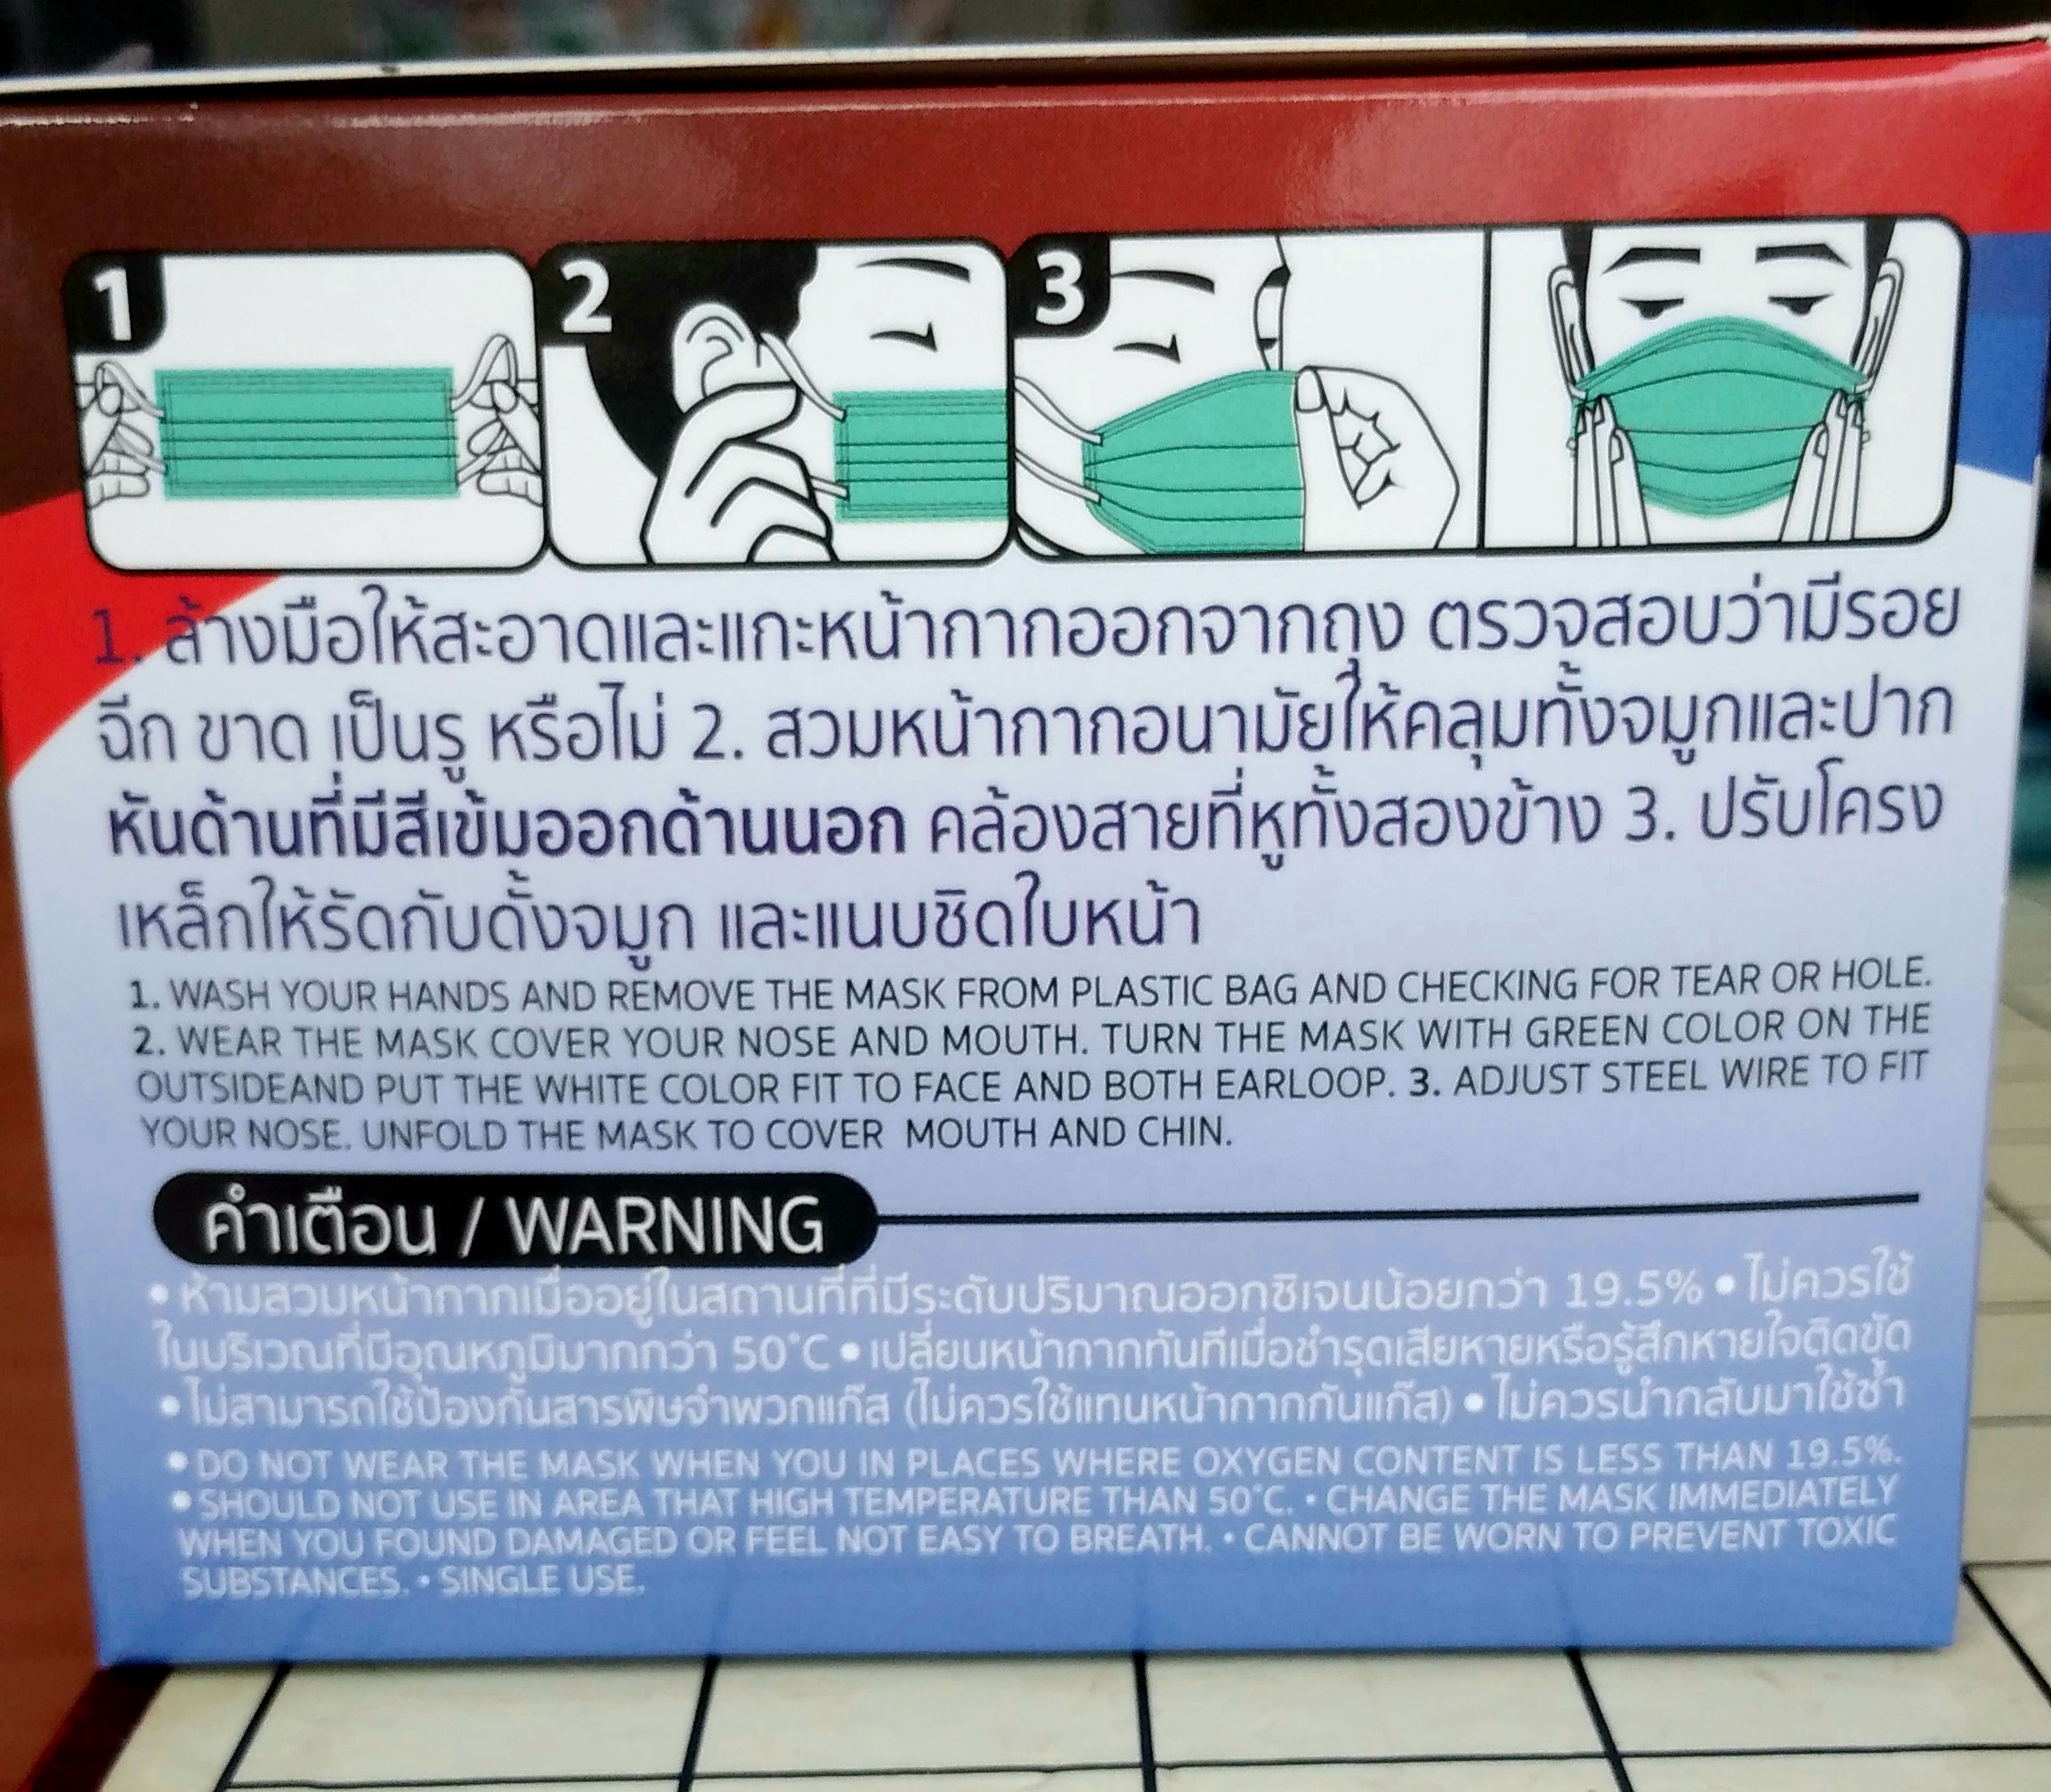 1 2 3
1. ล้างมือให้สะอาดและแกะหน้ากากออกจากถุง ตรวจสอบว่ามีรอย
ฉีก ขาด เป็นรู หรือไม่ 2. สวมหน้ากากอนามัยให้คลุมทั้งจมูกและปาก
หันด้านที่มีสีเข้มออกด้านนอก คล้องสายที่หูทั้งสองข้าง 3. ปรับโครง
เหล็กให้รัดกับดั้งจมูก และแนบชิดใบหน้า
1. WASH YOUR HANDS AND REMOVE THE MASK FROM PLASTIC BAG AND CHECKING FOR TEAR OR HOLE.
2. WEAR THE MASK COVER YOUR NOSE AND MOUTH. TURN THE MASK WITH GREEN COLOR ON THE
OUTSIDEAND PUT THE WHITE COLOR FIT TO FACE AND BOTH EARLOOP. 3. ADJUST STEEL WIRE TO FIT
YOUR NOSE. UNFOLD THE MASK TO COVER MOUTH AND CHIN.
คำเตือน / WARNING
• ห้ามสวมหน้ากากเมื่ออยู่ในสถานที่ที่มีระดับปริมาณออกซิเจนน้อยกว่า 19.5% • ไม่ควรใช้
ในบริเวณที่มีอุณหภูมิมากกว่า 50°C • เปลี่ยนหน้ากากทันทีเมื่อชำรุดเสียหายหรือรู้สึกหายใจติดขัด
• ไม่สามารถใช้ป้องกันสารพิษจำพวกแก๊ส (ไม่ควรใช้แทนหน้ากากกันแก๊ส) • ไม่ควรนำกลับมาใช้ซ้ำ
• DO NOT WEAR THE MASK WHEN YOU IN PLACES WHERE OXYGEN CONTENT IS LESS THAN 19.5%.
• SHOULD NOT USE IN AREA THAT HIGH TEMPERATURE THAN 50°C. • CHANGE THE MASK IMMEDIATELY
WHEN YOU FOUND DAMAGED OR FEEL NOT EASY TO BREATH. • CANNOT BE WORN TO PREVENT TOXIC
SUBSTANCES. • SINGLE USE.